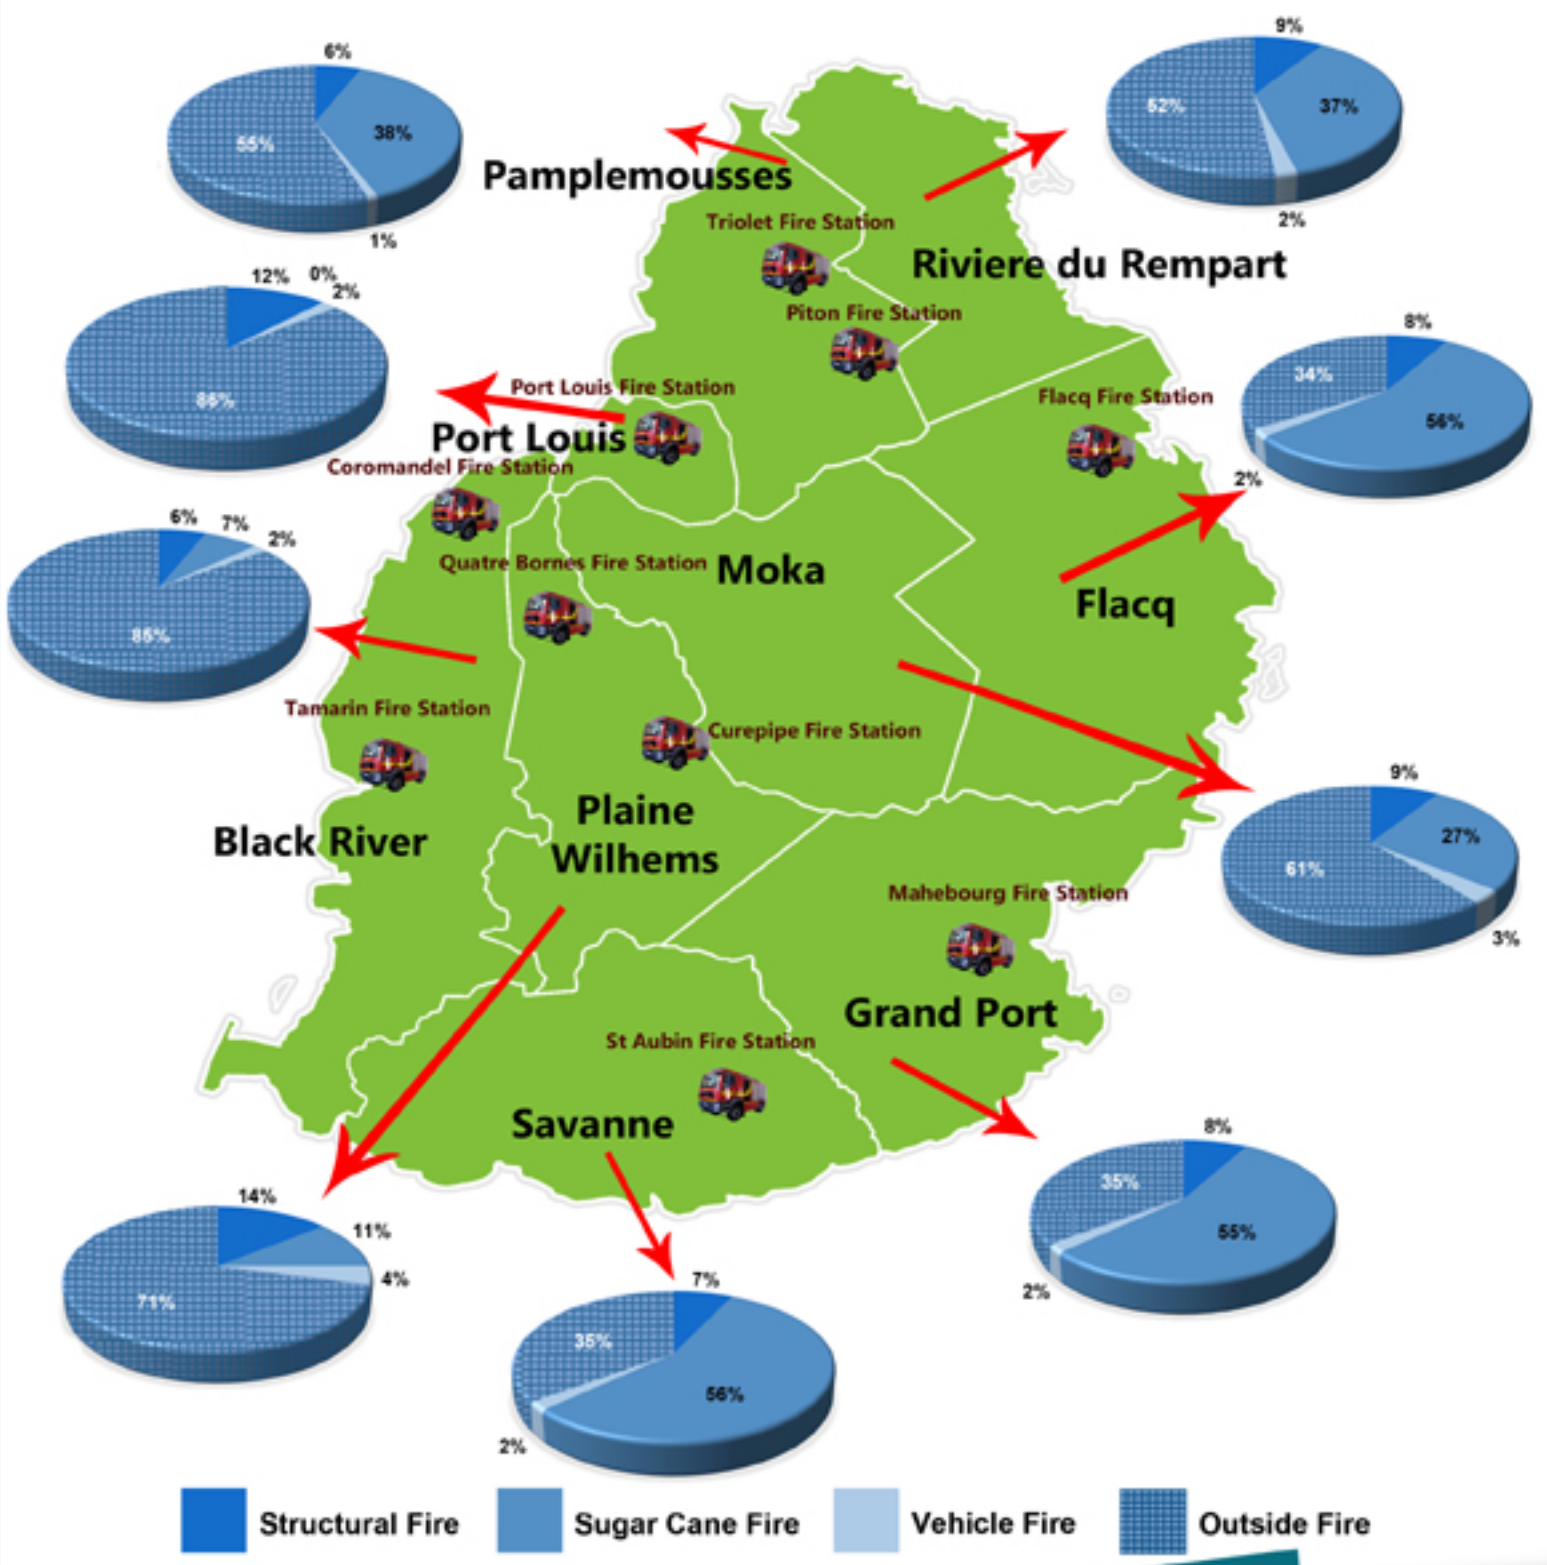 9%
6%
52%
37%
38%
55%
Pamplemousses
2%
Triolet Fire Station
1%
Riviere du Rempart
12%
0%
2%
Piton Fire Station
8%
34%
Port Louis Fire Station
Flacq Fire Station
86%
56%
Port Louis
Coromandel Fire Station
2%
6%
7%
2%
Quatre Bornes Fire Station
Moka
Flacq
85%
Tamarin Fire Station
Curepipe Fire Station
9%
Plaine
Wilhems
Black River
27%
61%
Mahebourg Fire Station
3%
Grand Port
St Aubin Fire Station
Savanne
8%
35%
14%
11%
55%
4%
7%
2%
71%
35%
56%
2%
Structural Fire
Sugar Cane Fire
Vehicle Fire
Outside Fire